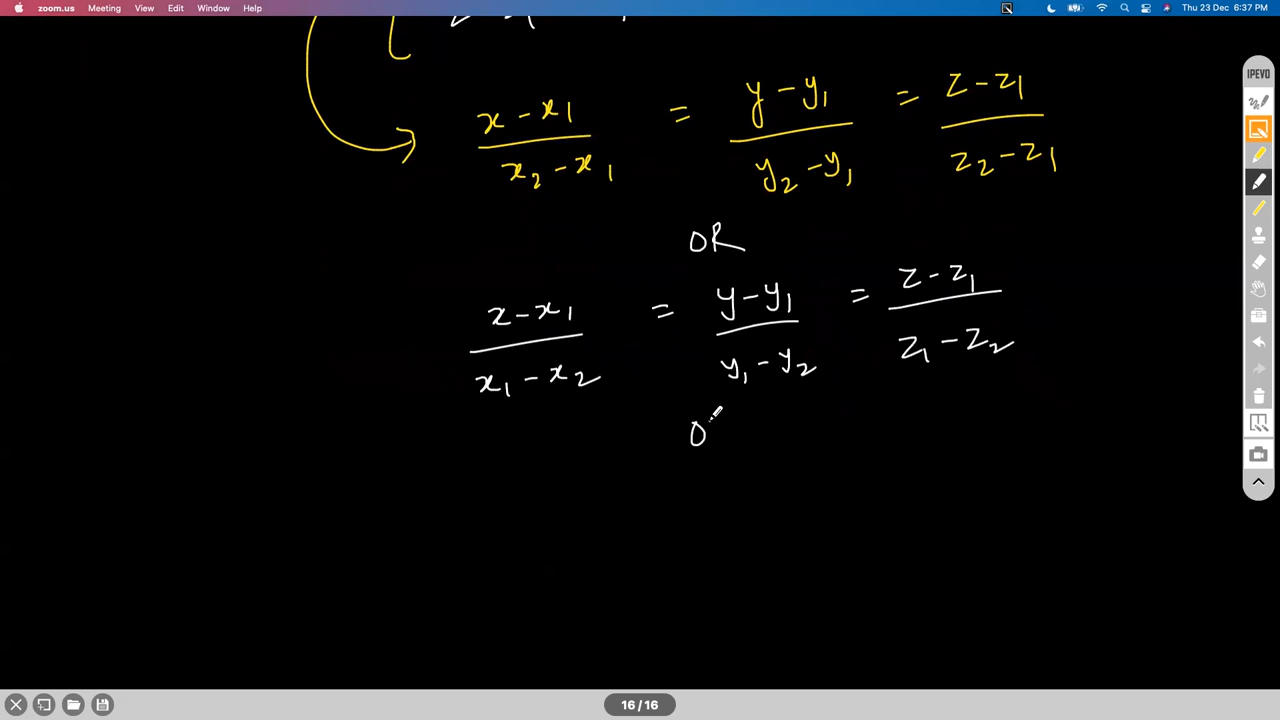 zoom.us Meeting View Edit Window Help Thu 23 Dec 6:37 PM
IPEVO
x - x₁ / x₂ - x₁ = y - y₁ / y₂ - y₁ = z - z₁ / z₂ - z₁
OR
x - x₁ / x₁ - x₂ = y - y₁ / y₁ - y₂ = z - z₁ / z₁ - z₂
O
16 / 16